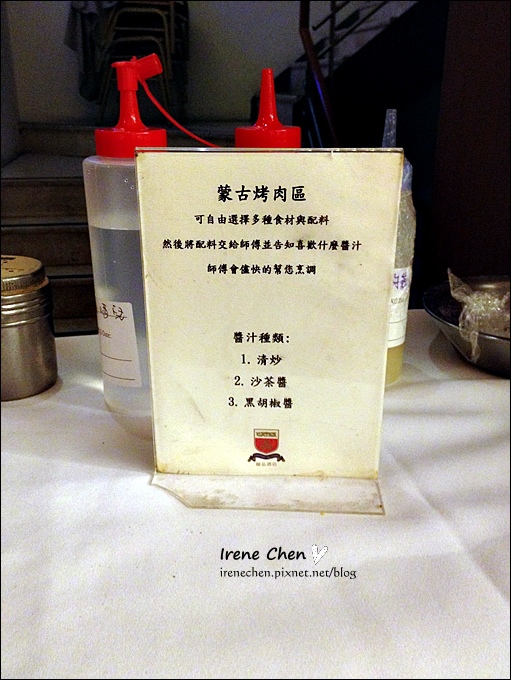 蒙古烤肉區
可自由選擇多種食材與配料
然後將配料交給師傅並告知喜歡什麼醬汁
師傅會儘快的幫您烹調
醬汁種類:
1. 清炒
2. 沙茶醬
3. 黑胡椒醬
Irene Chen
irenechen.pixnet.net/blog